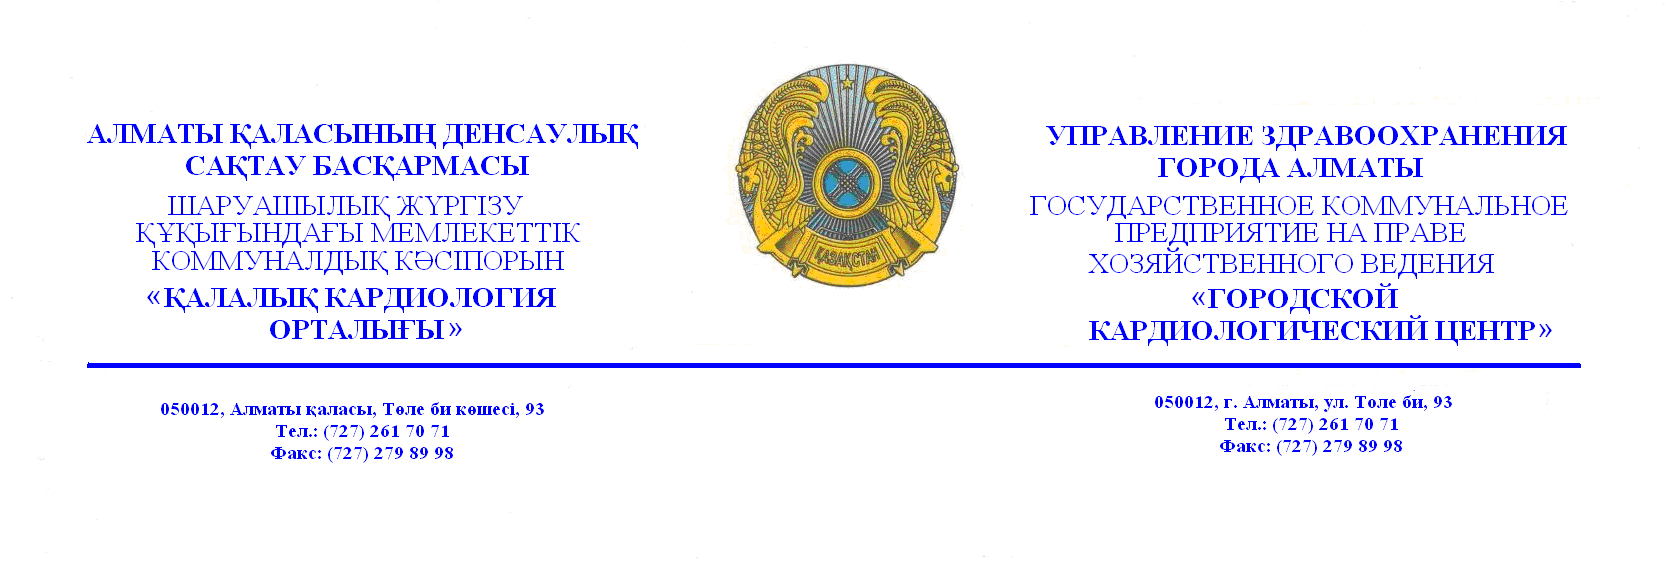 АЛМАТЫ ҚАЛАСЫНЫҢ ДЕНСАУЛЫҚ
САҚТАУ БАСҚАРМАСЫ
ШАРУАШЫЛЫҚ ЖҮРГІЗУ
ҚҰҚЫҒЫНДАҒЫ МЕМЛЕКЕТТІК
КОММУНАЛДЫҚ КӘСІПОРЫН
«ҚАЛАЛЫҚ КАРДИОЛОГИЯ
ОРТАЛЫҒЫ»
050012, Алматы қаласы, Төле би көшесі, 93
Тел.: (727) 261 70 71
Факс: (727) 279 89 98
ҚАЗАҚСТАН
УПРАВЛЕНИЕ ЗДРАВООХРАНЕНИЯ
ГОРОДА АЛМАТЫ
ГОСУДАРСТВЕННОЕ КОММУНАЛЬНОЕ
ПРЕДПРИЯТИЕ НА ПРАВЕ
ХОЗЯЙСТВЕННОГО ВЕДЕНИЯ
«ГОРОДСКОЙ
КАРДИОЛОГИЧЕСКИЙ ЦЕНТР»
050012, г. Алматы, ул. Толе би, 93
Тел.: (727) 261 70 71
Факс: (727) 279 89 98